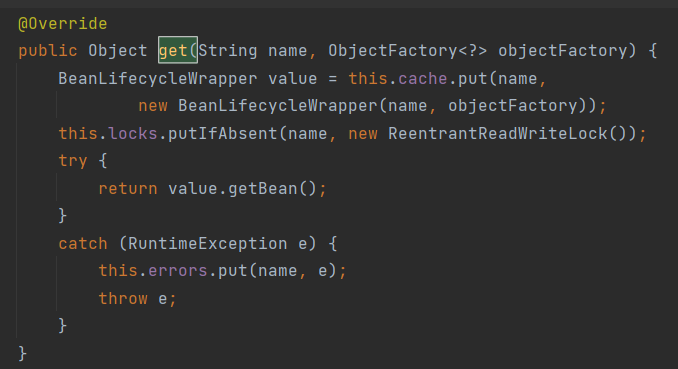 @Override
public Object get(String name, ObjectFactory<?> objectFactory) {
BeanLifecycleWrapper value = this.cache.put(name,
new BeanLifecycleWrapper(name, objectFactory));
this.locks.putIfAbsent(name, new ReentrantReadWriteLock());
try {
return value.getBean();
}
catch (RuntimeException e) {
this.errors.put(name, e);
throw e;
}
}